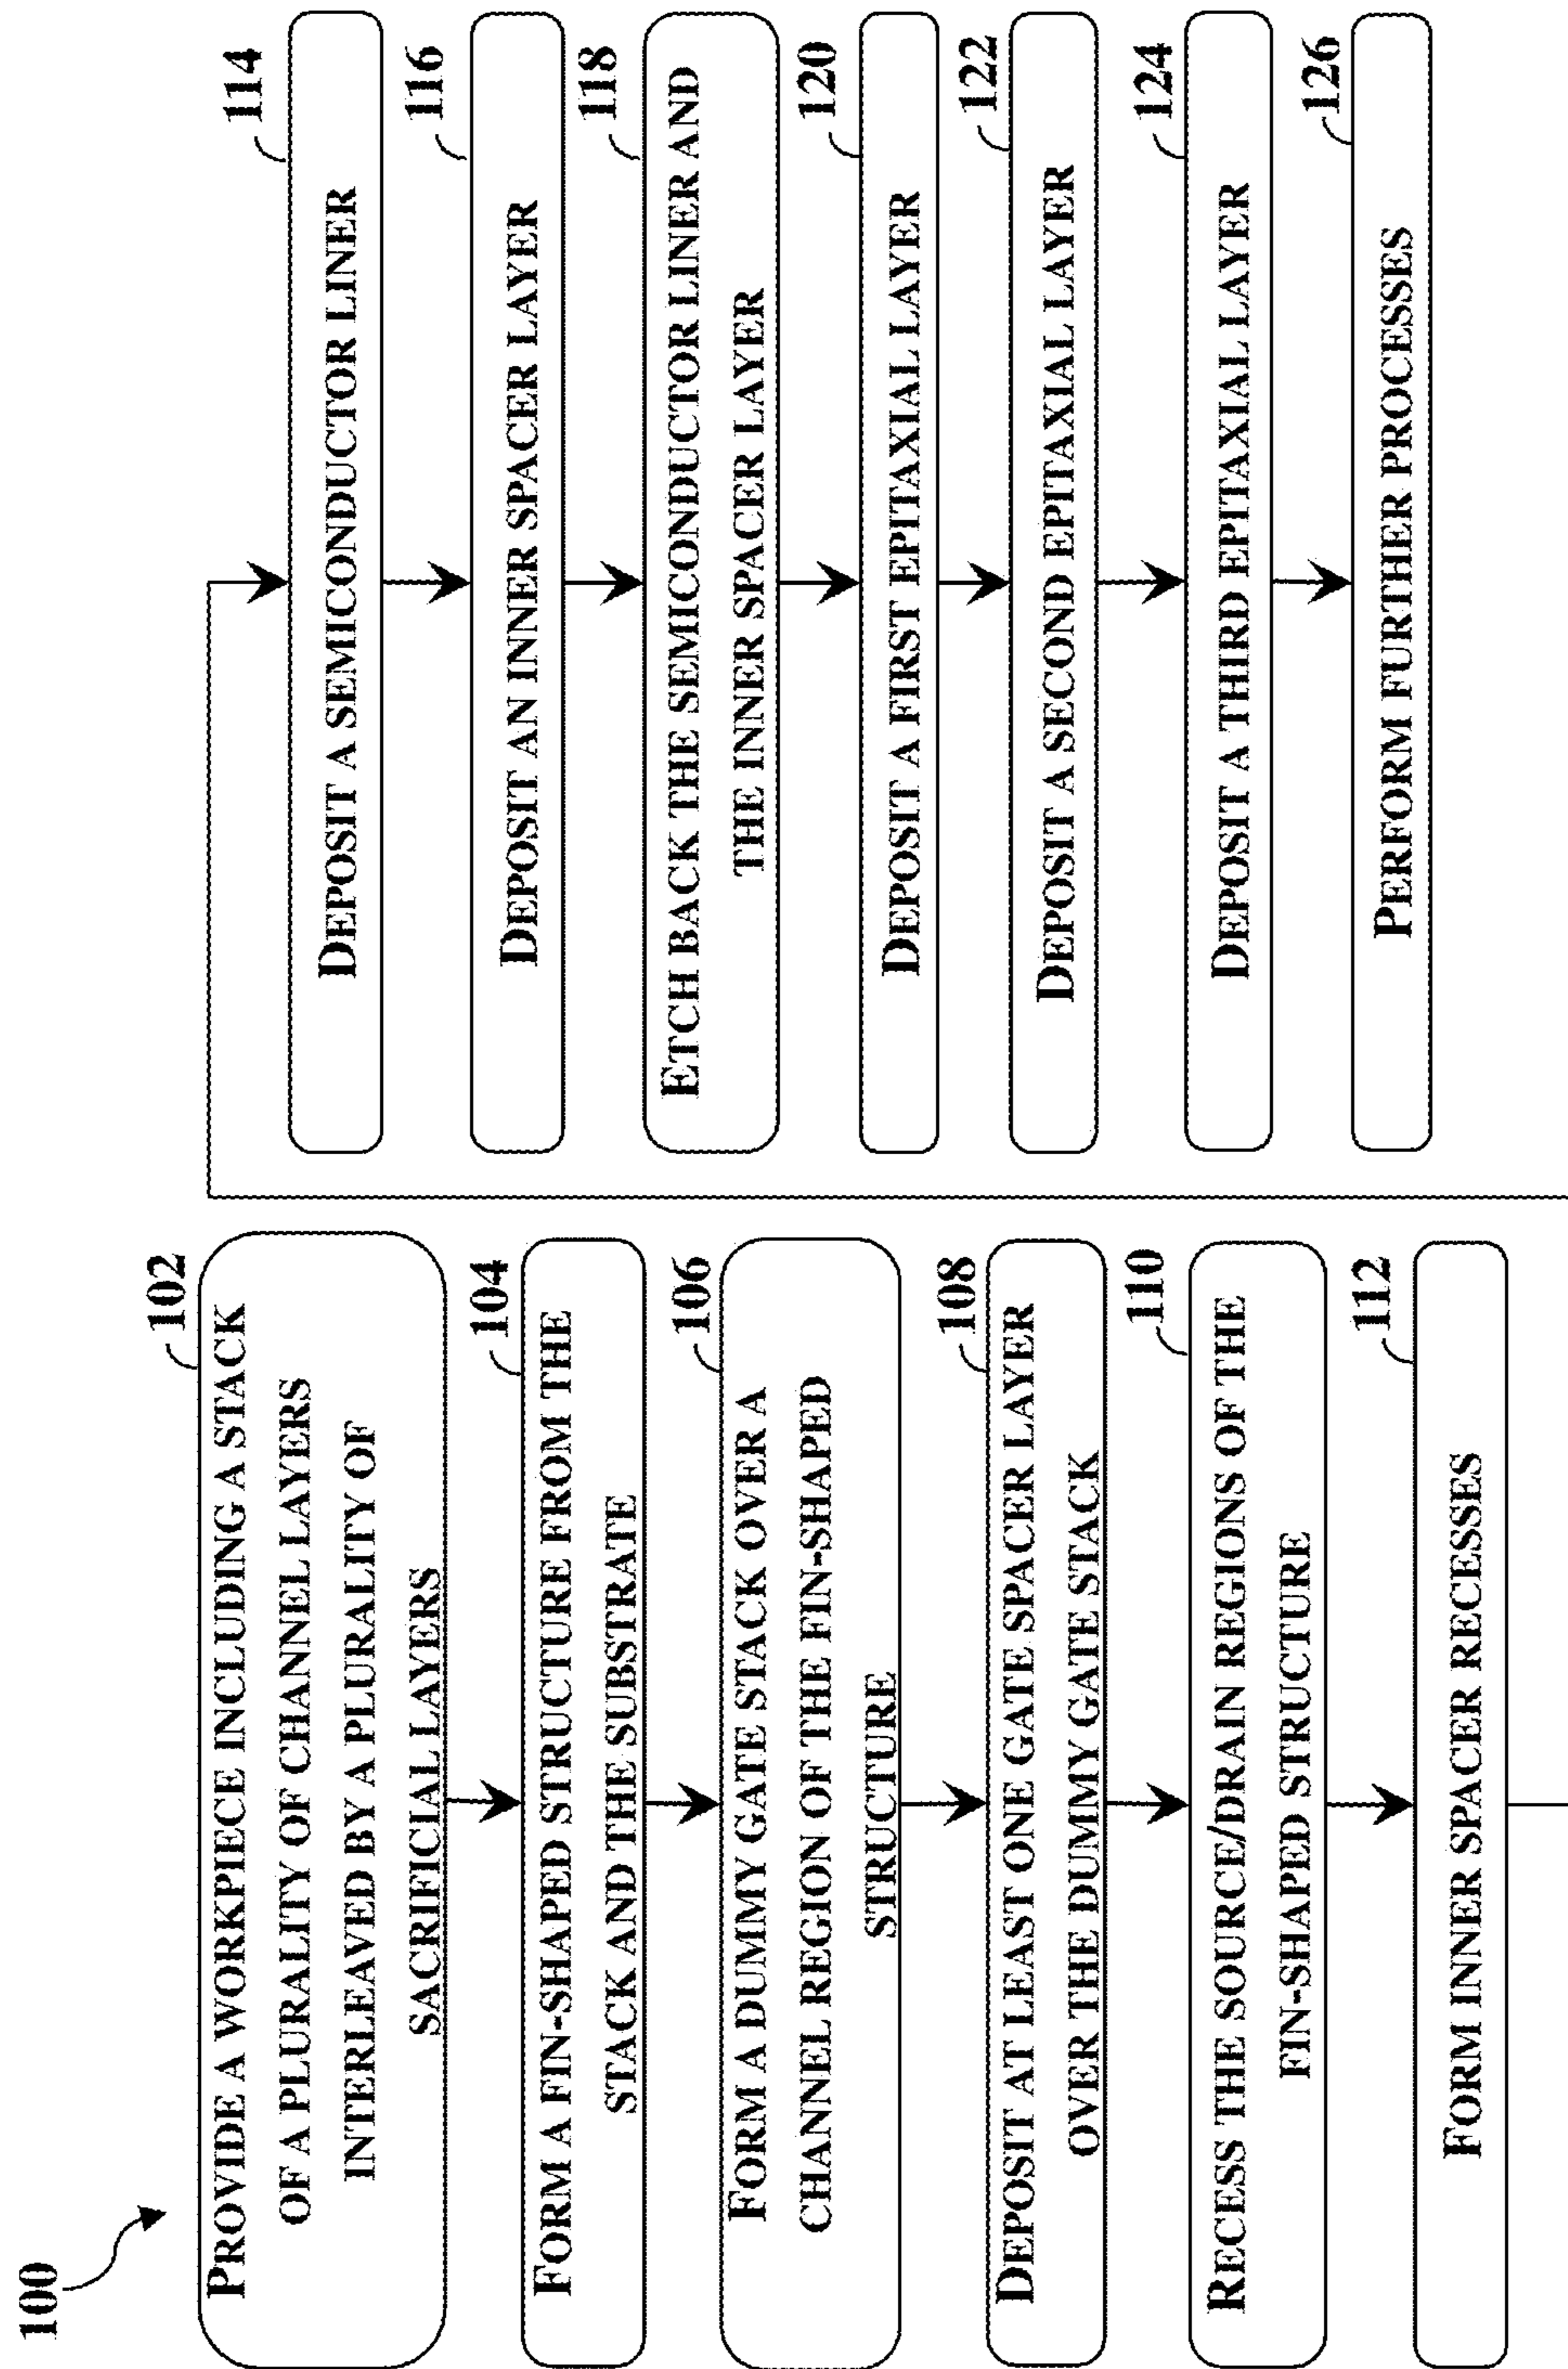 100
102
PROVIDE A WORKPIECE INCLUDING A STACK
OF A PLURALITY OF CHANNEL LAYERS
INTERLEAVED BY A PLURALITY OF
SACRIFICIAL LAYERS
104
FORM A FIN-SHAPED STRUCTURE FROM THE
STACK AND THE SUBSTRATE
106
FORM A DUMMY GATE STACK OVER A
CHANNEL REGION OF THE FIN-SHAPED
STRUCTURE
108
DEPOSIT AT LEAST ONE GATE SPACER LAYER
OVER THE DUMMY GATE STACK
110
RECESS THE SOURCE/DRAIN REGIONS OF THE
FIN-SHAPED STRUCTURE
112
FORM INNER SPACER RECESSES
114
DEPOSIT A SEMICONDUCTOR LINER
116
DEPOSIT AN INNER SPACER LAYER
118
ETCH BACK THE SEMICONDUCTOR LINER AND
THE INNER SPACER LAYER
120
DEPOSIT A FIRST EPITAXIAL LAYER
122
DEPOSIT A SECOND EPITAXIAL LAYER
124
DEPOSIT A THIRD EPITAXIAL LAYER
126
PERFORM FURTHER PROCESSES